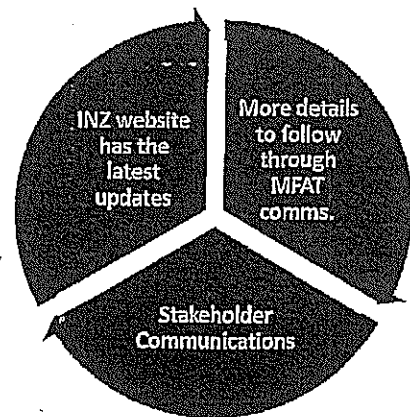 INZ website
has the
latest
updates
More details
to follow
through
MFAT
comms.
Stakeholder
Communications